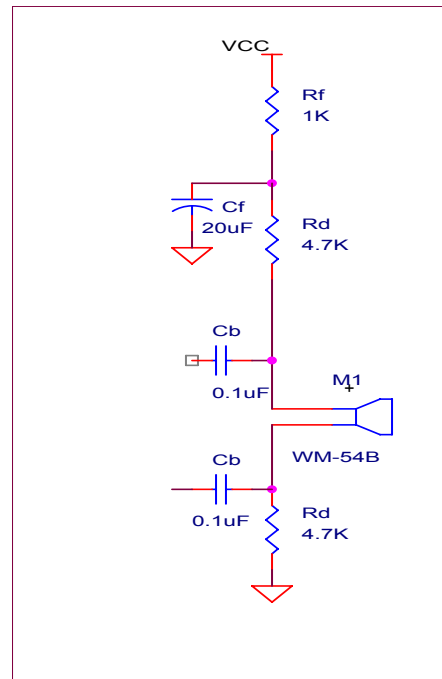 VCC
Rf
1K
Cf
20uF
Rd
4.7K
Cb
0.1uF
M1
+
WM-54B
Cb
0.1uF
Rd
4.7K